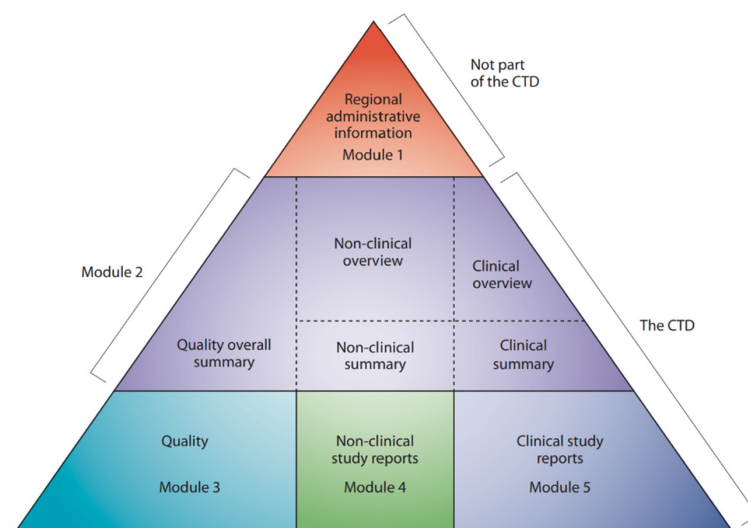 Not part
of the CTD
Regional
administrative
information
Module 1
Module 2
Non-clinical
overview
Clinical
overview
The CTD
Quality overall
summary
Non-clinical
summary
Clinical
summary
Quality
Module 3
Non-clinical
study reports
Module 4
Clinical study
reports
Module 5